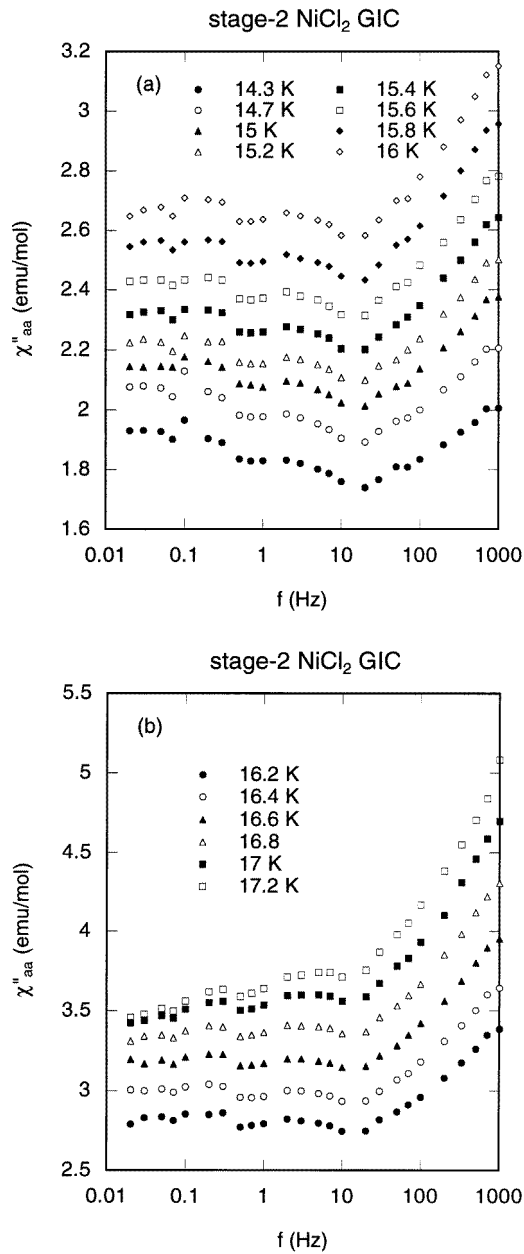 stage-2 NiCl₂ GIC
3.2
3
2.8
2.6
2.4
2.2
2
1.8
1.6
χ"aa (emu/mol)
(a)
14.3 K 15.4 K
14.7 K 15.6 K
15 K 15.8 K
15.2 K 16 K
0.01 0.1 1 10 100 1000
f (Hz)
stage-2 NiCl₂ GIC
5.5
5
4.5
4
3.5
3
2.5
χ"aa (emu/mol)
(b)
16.2 K
16.4 K
16.6 K
16.8
17 K
17.2 K
0.01 0.1 1 10 100 1000
f (Hz)